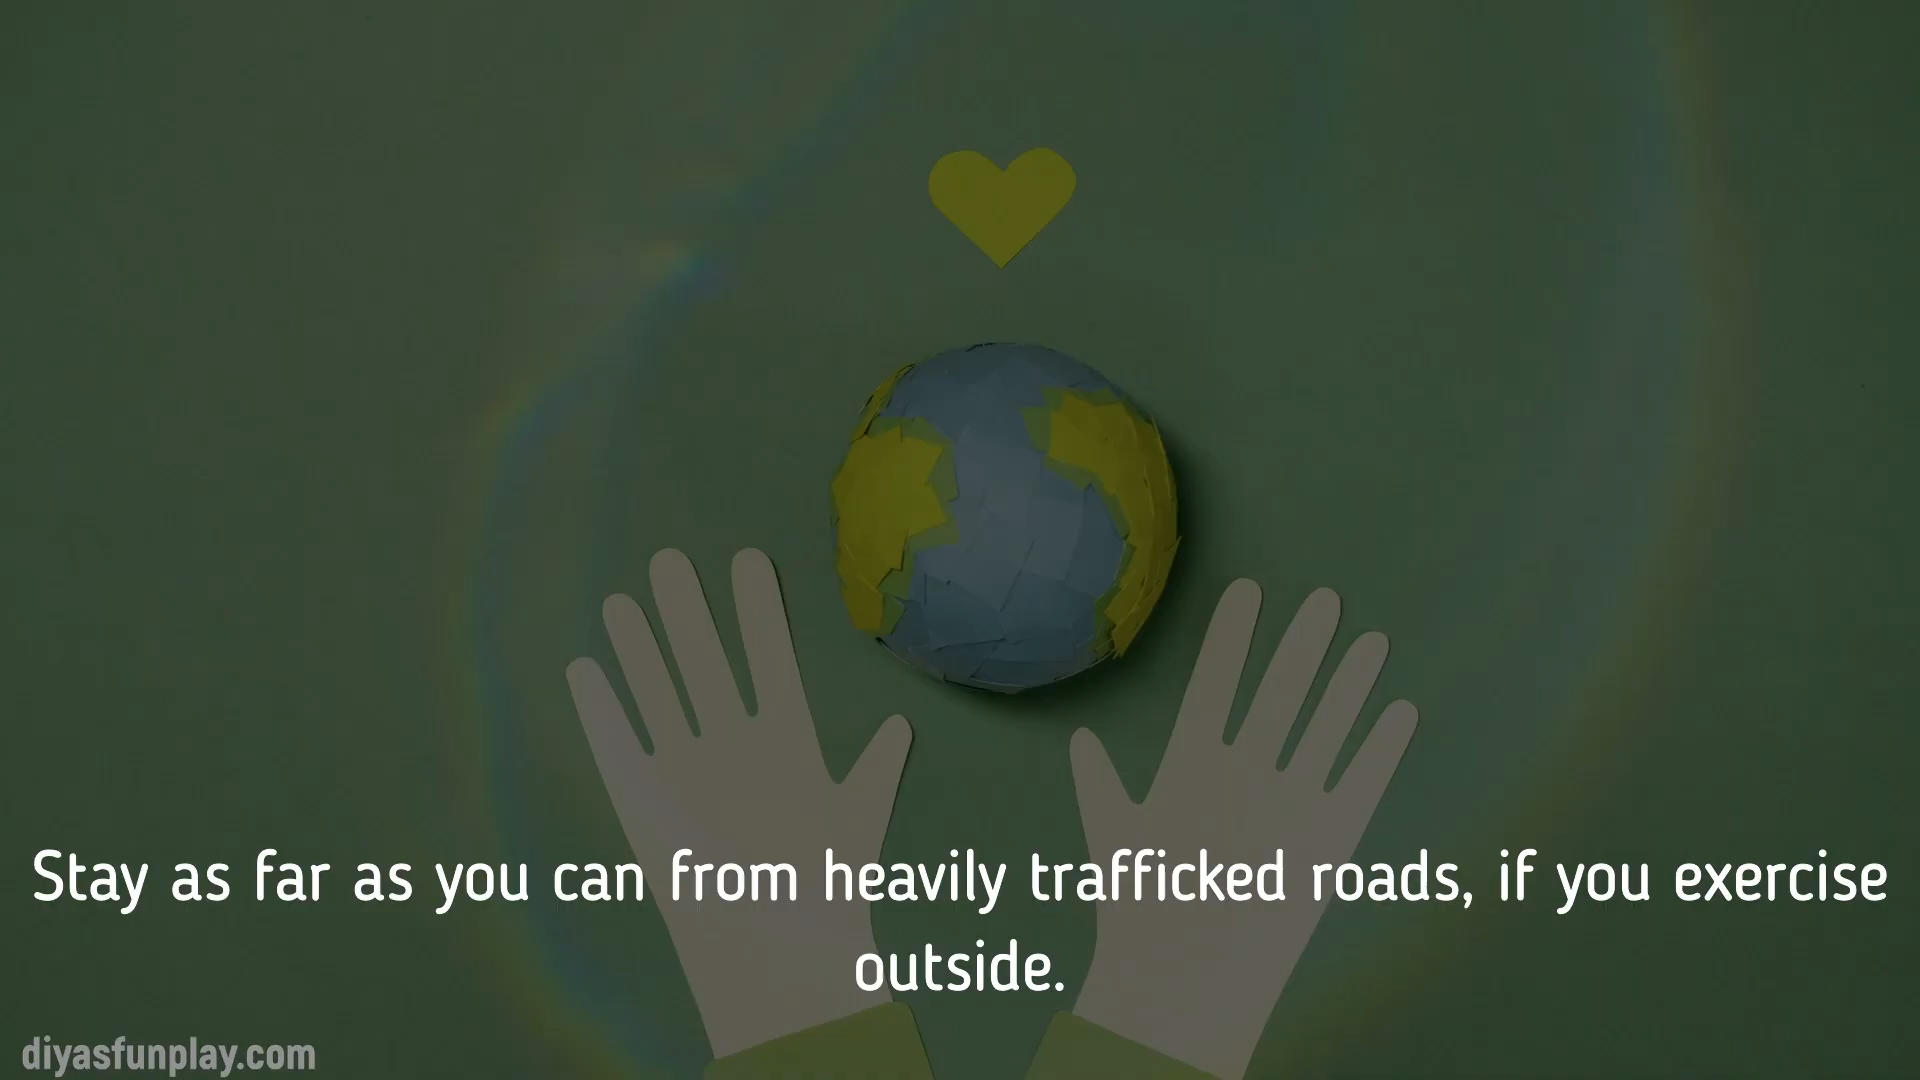 Stay as far as you can from heavily trafficked roads, if you exercise
outside.
diyasfunplay.com